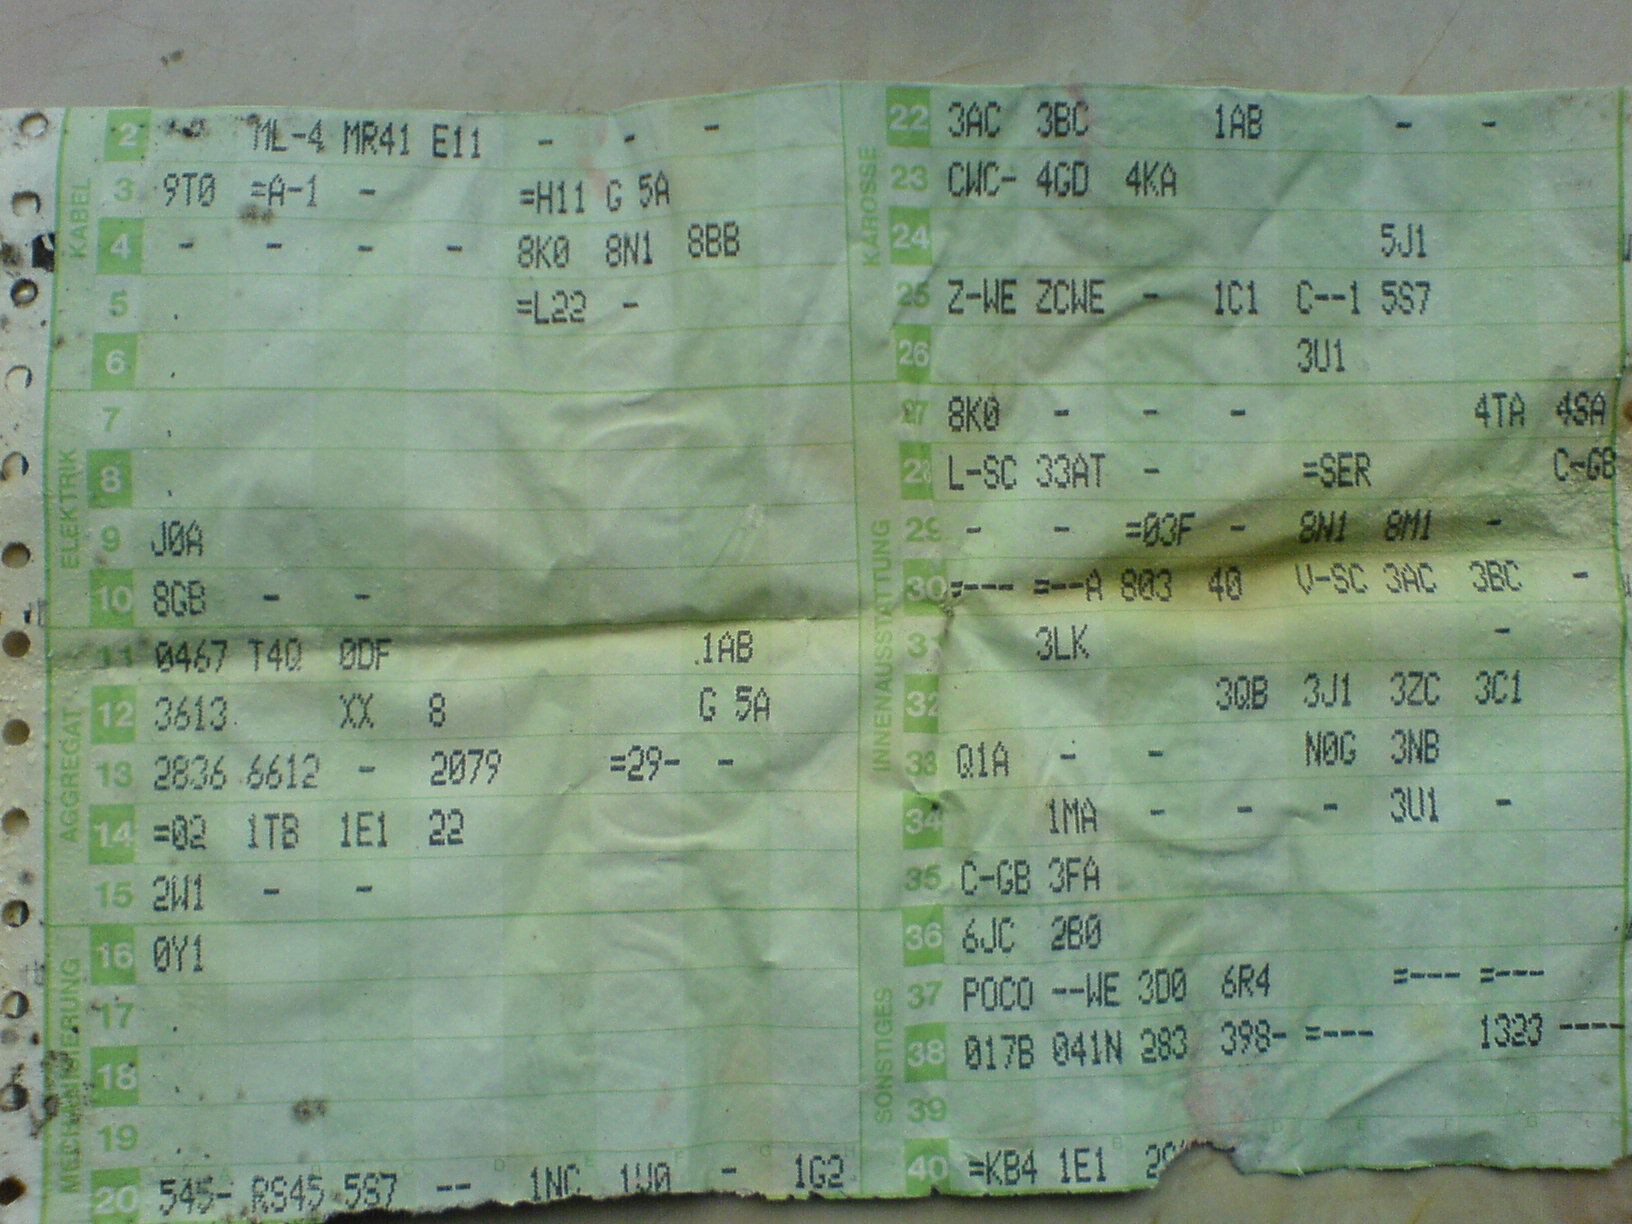 KABEL
2 ML-4 MR41 E11 - - -
3 9T0 =A-1 - =H11 G 5A
4 - - - - 8K0 8N1 8BB
5 =L22 -
6
ELEKTRIK
7
8
9 J0A
10 8GB - -
AGGREGAT
11 0467 T4Q 0DF 1AB
12 3613 XX 8 G 5A
13 2836 6612 - 2079 =29- -
14 =02 1TB 1E1 22
15 2W1 - -
MECHANISIERUNG
16 0Y1
17
18
19
20 545- RS45 5S7 -- 1NC 1W0 - 1G2
KAROSSE
22 3AC 3BC 1AB - -
23 CWC- 4GD 4KA
24 5J1
25 Z-WE ZCWE - 1C1 C--1 5S7
26 3U1
INNENAUSSTATTUNG
27 8K0 - - - 4TA 4SA
28 L-SC 33AT - =SER C-GB
29 - - =03F - 8N1 8M1 -
30 =--- =--A 803 40 V-SC 3AC 3BC -
31 3LK -
32 3QB 3J1 3ZC 3C1
33 Q1A - - N0G 3NB
34 1MA - - - 3U1 -
35 C-GB 3FA
SONSTIGES
36 6JC 2B0
37 POCO --WE 3D0 6R4 =--- =---
38 017B 041N 283 398- =--- 1323 ----
39
40 =KB4 1E1